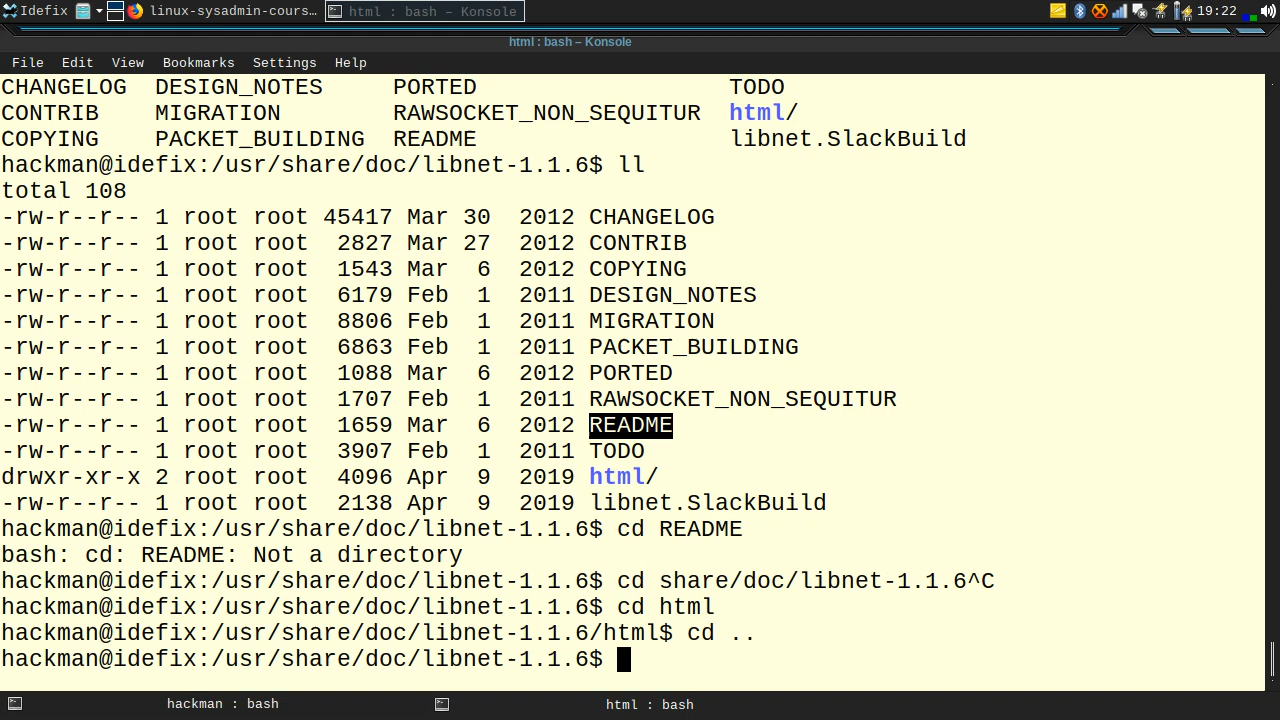 Idefix linux-sysadmin-cours... html : bash – Konsole 19:22
html : bash – Konsole
File Edit View Bookmarks Settings Help
CHANGELOG DESIGN_NOTES PORTED TODO
CONTRIB MIGRATION RAWSOCKET_NON_SEQUITUR html/
COPYING PACKET_BUILDING README libnet.SlackBuild
hackman@idefix:/usr/share/doc/libnet-1.1.6$ ll
total 108
-rw-r--r-- 1 root root 45417 Mar 30 2012 CHANGELOG
-rw-r--r-- 1 root root 2827 Mar 27 2012 CONTRIB
-rw-r--r-- 1 root root 1543 Mar 6 2012 COPYING
-rw-r--r-- 1 root root 6179 Feb 1 2011 DESIGN_NOTES
-rw-r--r-- 1 root root 8806 Feb 1 2011 MIGRATION
-rw-r--r-- 1 root root 6863 Feb 1 2011 PACKET_BUILDING
-rw-r--r-- 1 root root 1088 Mar 6 2012 PORTED
-rw-r--r-- 1 root root 1707 Feb 1 2011 RAWSOCKET_NON_SEQUITUR
-rw-r--r-- 1 root root 1659 Mar 6 2012 README
-rw-r--r-- 1 root root 3907 Feb 1 2011 TODO
drwxr-xr-x 2 root root 4096 Apr 9 2019 html/
-rw-r--r-- 1 root root 2138 Apr 9 2019 libnet.SlackBuild
hackman@idefix:/usr/share/doc/libnet-1.1.6$ cd README
bash: cd: README: Not a directory
hackman@idefix:/usr/share/doc/libnet-1.1.6$ cd share/doc/libnet-1.1.6^C
hackman@idefix:/usr/share/doc/libnet-1.1.6$ cd html
hackman@idefix:/usr/share/doc/libnet-1.1.6/html$ cd ..
hackman@idefix:/usr/share/doc/libnet-1.1.6$
hackman : bash html : bash